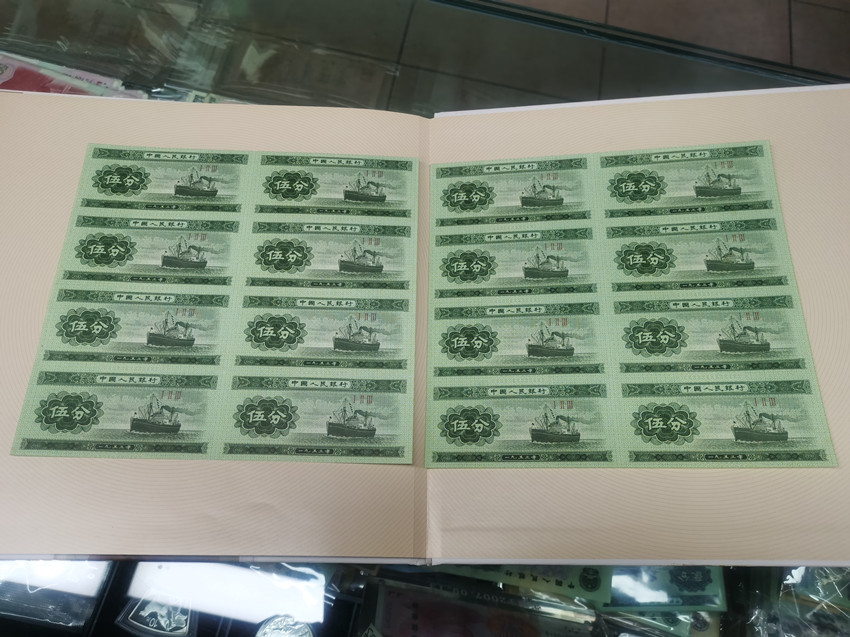 中國人民銀行
伍分
一九五三年
中國人民銀行
伍分
一九五三年
中國人民銀行
伍分
一九五三年
中國人民銀行
伍分
一九五三年
中國人民銀行
伍分
一九五三年
中國人民銀行
伍分
一九五三年
中國人民銀行
伍分
一九五三年
中國人民銀行
伍分
一九五三年
中國人民銀行
伍分
一九五三年
中國人民銀行
伍分
一九五三年
中國人民銀行
伍分
一九五三年
中國人民銀行
伍分
一九五三年
中國人民銀行
伍分
一九五三年
中國人民銀行
伍分
一九五三年
中國人民銀行
伍分
一九五三年
中國人民銀行
伍分
一九五三年